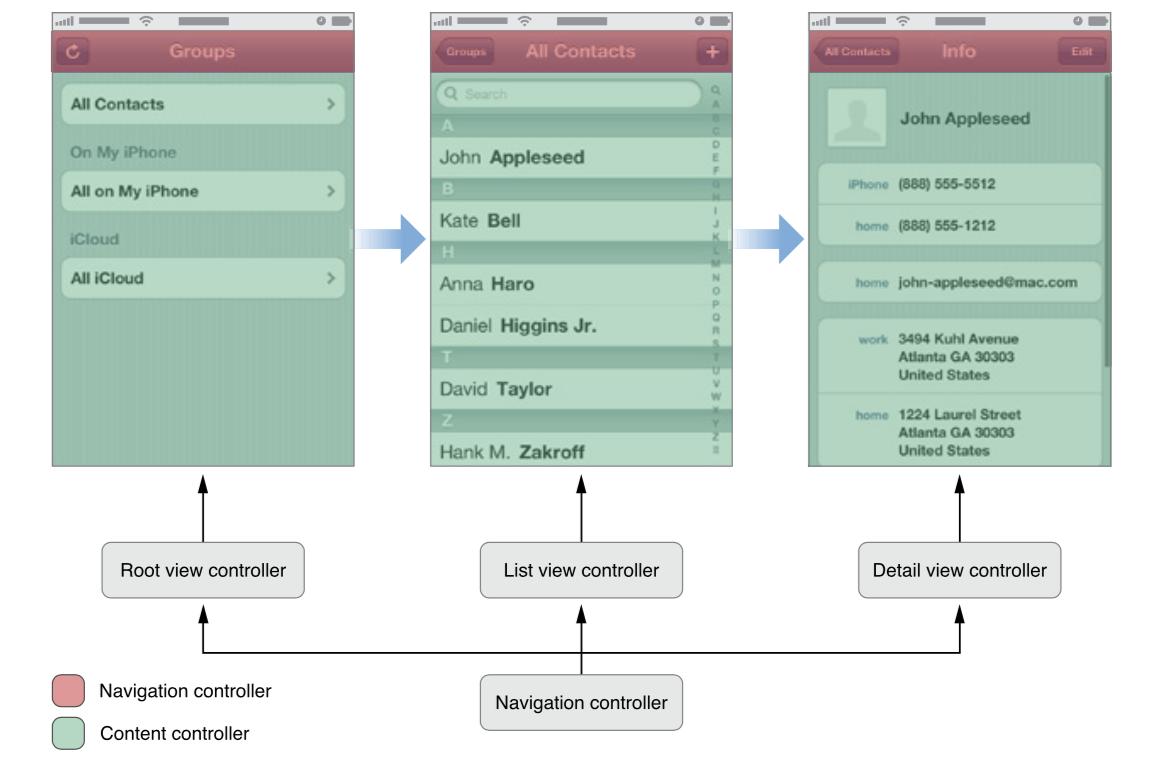 Groups
All Contacts
On My iPhone
All on My iPhone
iCloud
All iCloud
Groups
All Contacts
+
Search
A
John Appleseed
B
Kate Bell
H
Anna Haro
Daniel Higgins Jr.
T
David Taylor
Z
Hank M. Zakroff
A
B
C
D
E
F
G
H
I
J
K
L
M
N
O
P
Q
R
S
T
U
V
W
X
Y
Z
#
All Contacts
Info
Edit
John Appleseed
iPhone (888) 555-5512
home (888) 555-1212
home john-appleseed@mac.com
work 3494 Kuhl Avenue
Atlanta GA 30303
United States
home 1224 Laurel Street
Atlanta GA 30303
United States
Root view controller
List view controller
Detail view controller
Navigation controller
Navigation controller
Content controller